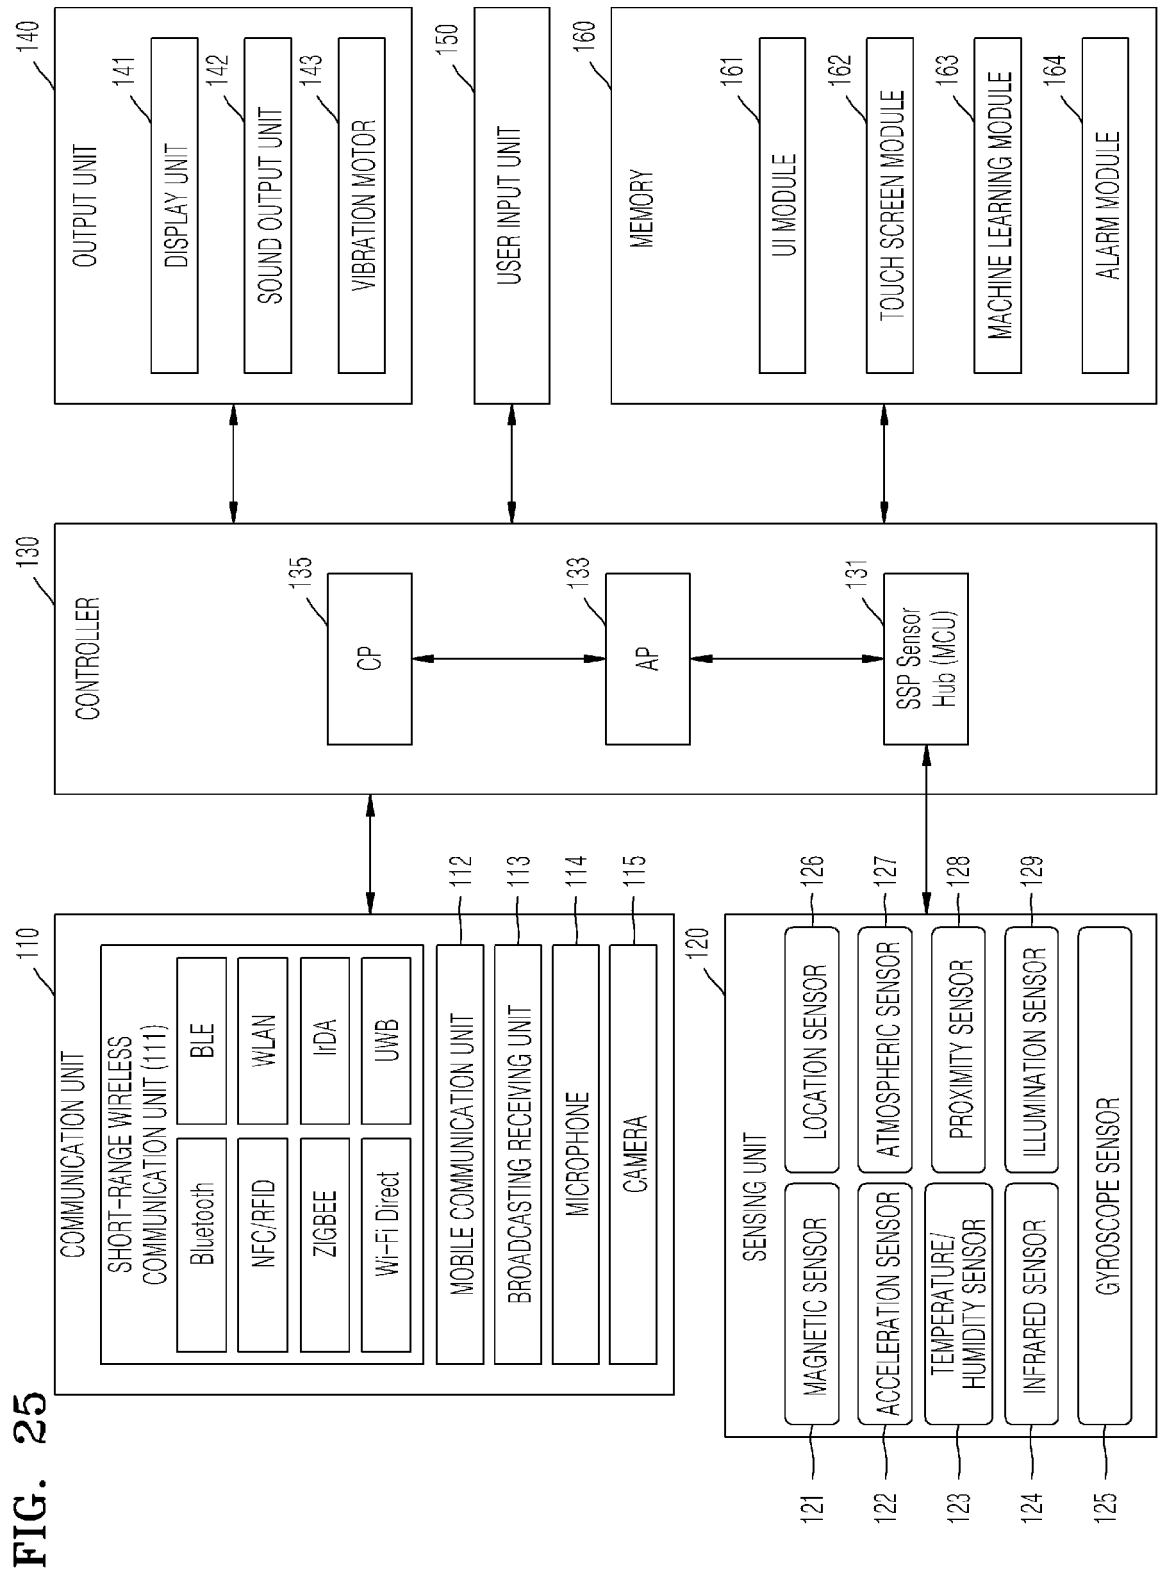 FIG. 25
110
COMMUNICATION UNIT
SHORT-RANGE WIRELESS
COMMUNICATION UNIT (111)
Bluetooth
BLE
NFC/RFID
WLAN
ZIGBEE
IrDA
Wi-Fi Direct
UWB
MOBILE COMMUNICATION UNIT
112
BROADCASTING RECEIVING UNIT
113
MICROPHONE
114
CAMERA
115
120
SENSING UNIT
121
MAGNETIC SENSOR
LOCATION SENSOR
126
122
ACCELERATION SENSOR
ATMOSPHERIC SENSOR
127
123
TEMPERATURE/
HUMIDITY SENSOR
PROXIMITY SENSOR
128
124
INFRARED SENSOR
ILLUMINATION SENSOR
129
125
GYROSCOPE SENSOR
130
CONTROLLER
135
CP
133
AP
131
SSP Sensor
Hub (MCU)
140
OUTPUT UNIT
141
DISPLAY UNIT
142
SOUND OUTPUT UNIT
143
VIBRATION MOTOR
150
USER INPUT UNIT
160
MEMORY
161
UI MODULE
162
TOUCH SCREEN MODULE
163
MACHINE LEARNING MODULE
164
ALARM MODULE